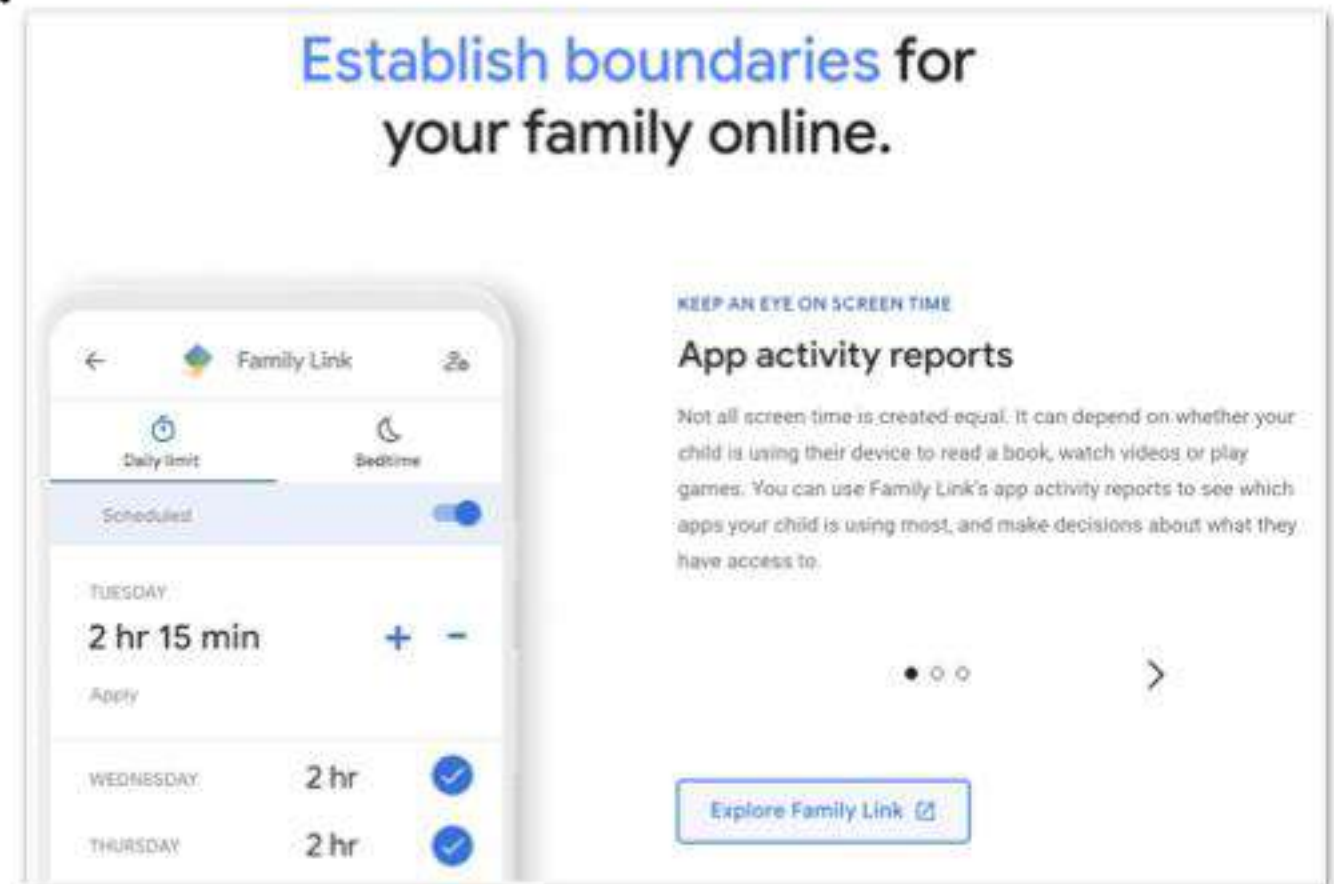 Establish boundaries for
your family online.
Family Link
Daily limit
Bedtime
Scheduled
TUESDAY
2 hr 15 min
+ -
Apply
WEDNESDAY 2 hr
THURSDAY 2 hr
KEEP AN EYE ON SCREEN TIME
App activity reports
Not all screen time is created equal. It can depend on whether your
child is using their device to read a book, watch videos or play
games. You can use Family Link's app activity reports to see which
apps your child is using most, and make decisions about what they
have access to.
Explore Family Link